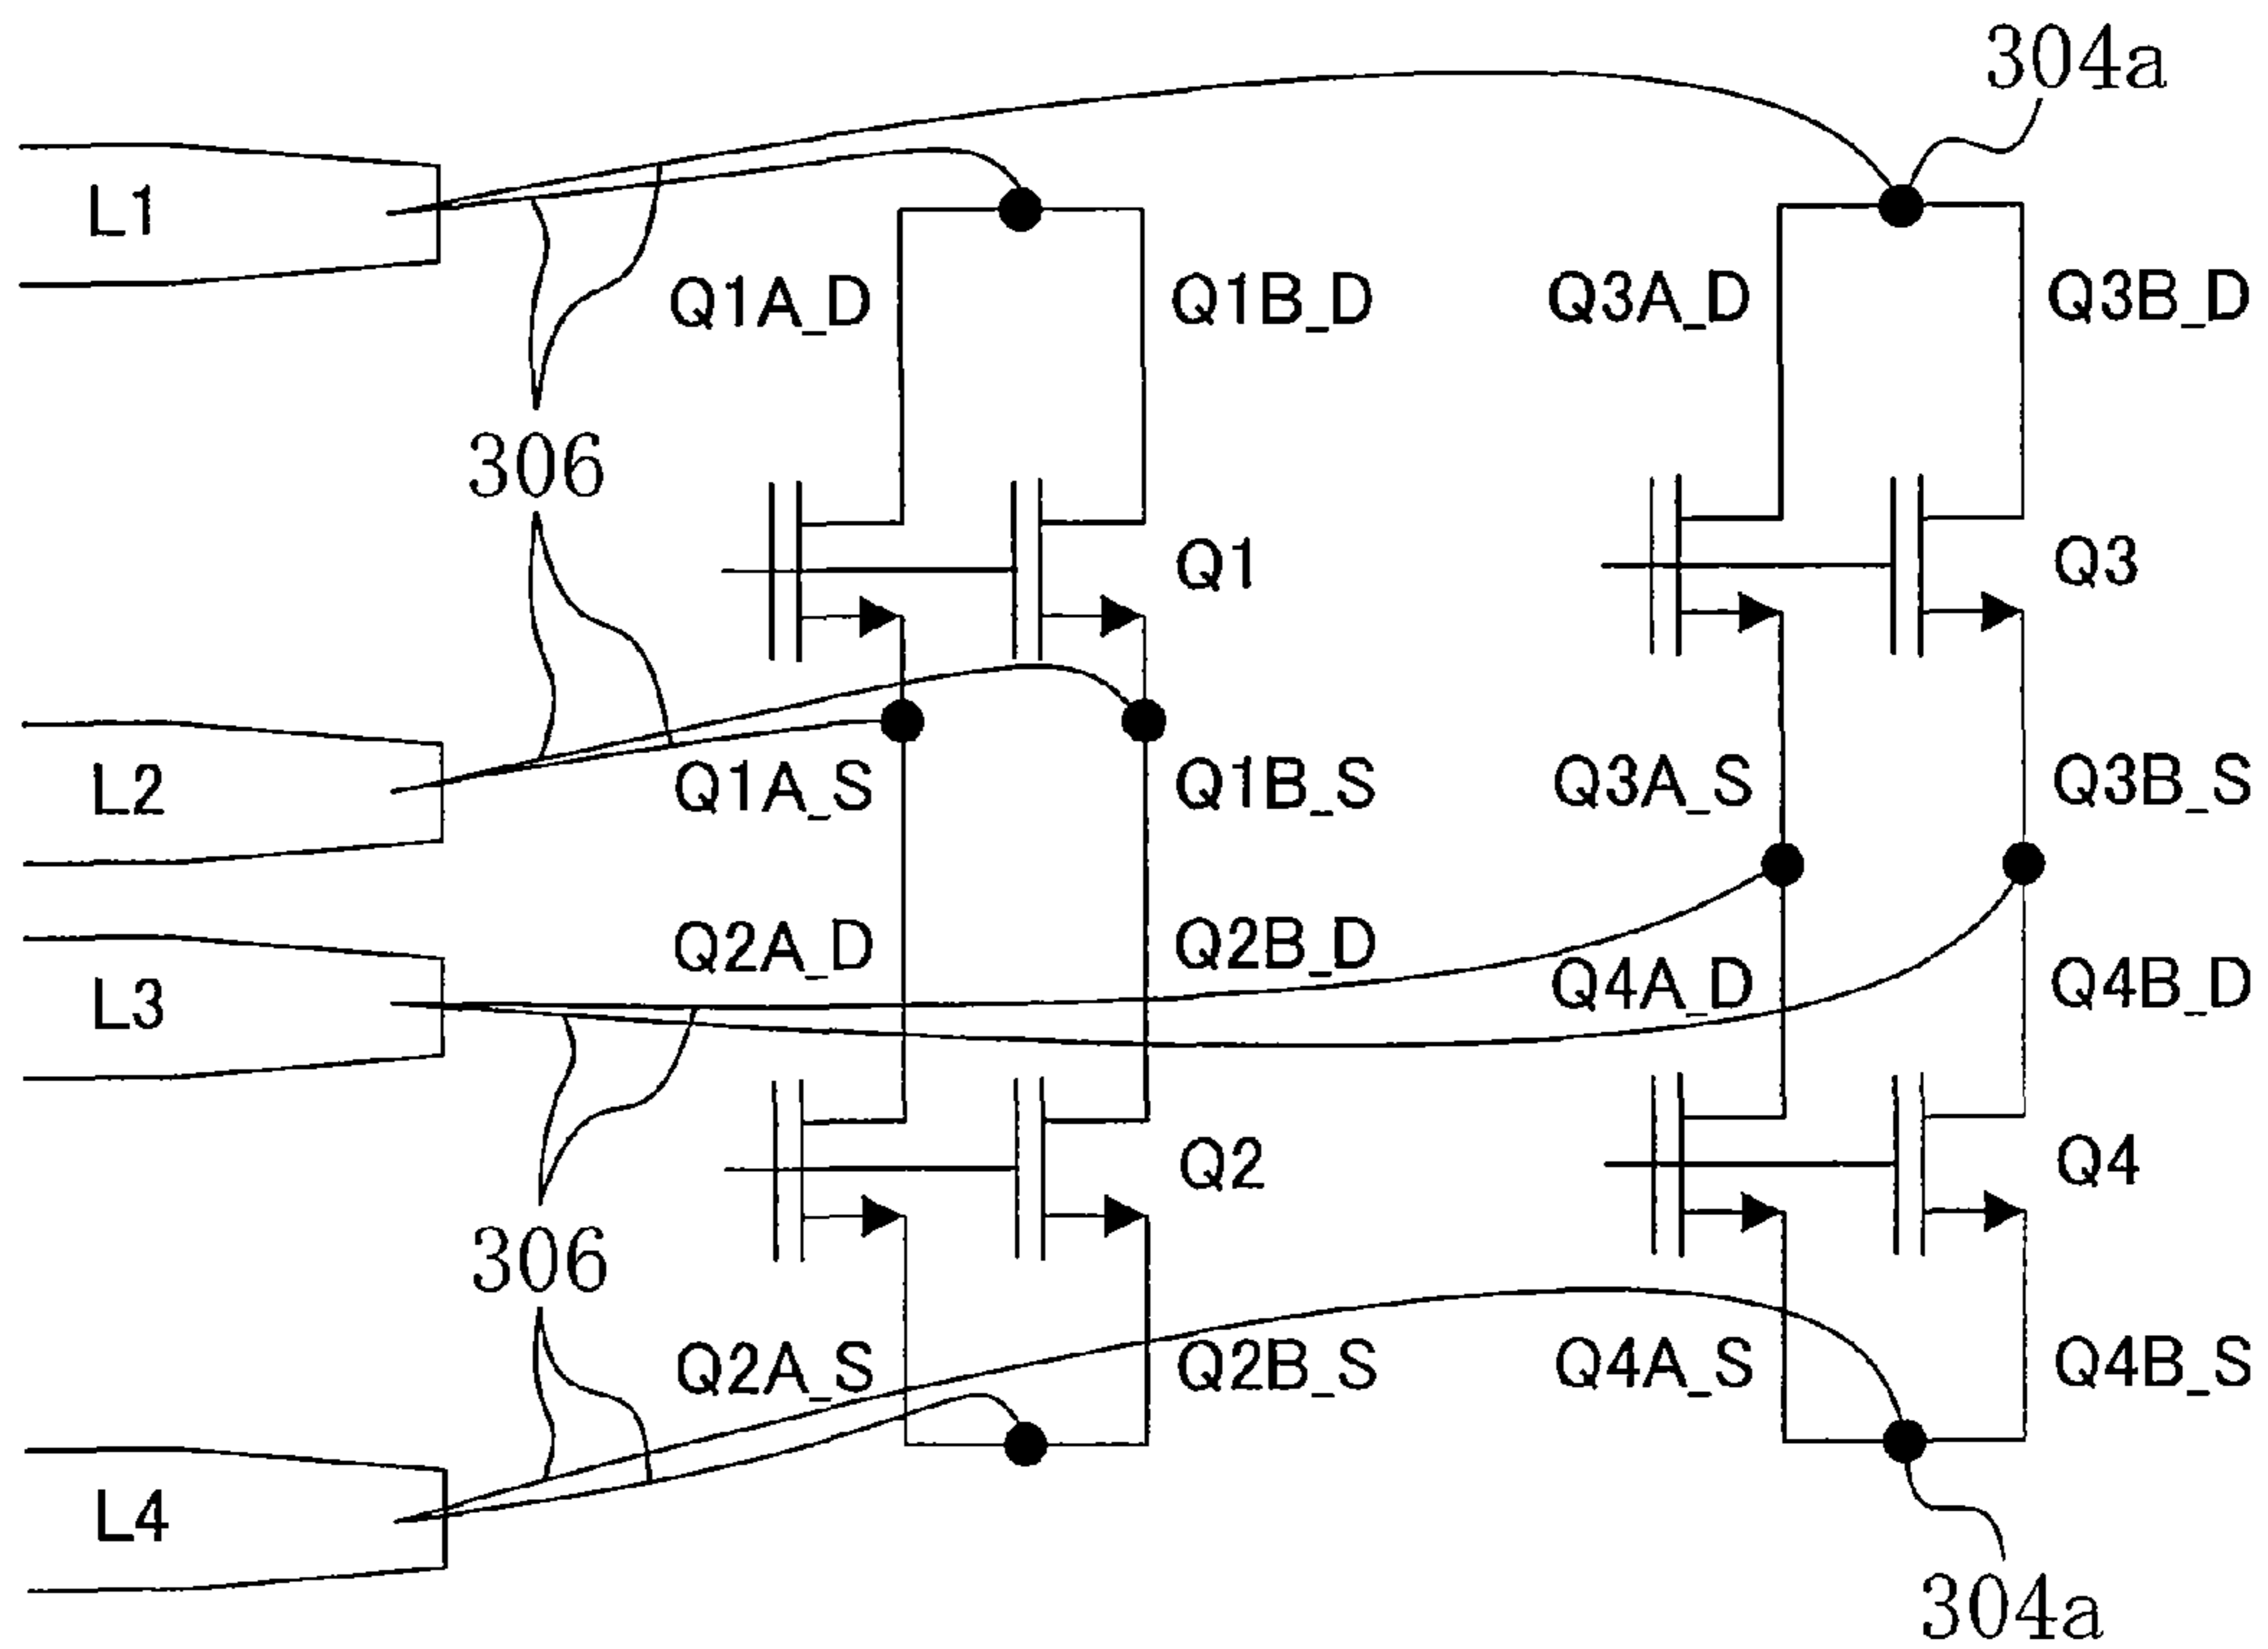 304a
L1
Q1A_D Q1B_D Q3A_D Q3B_D
306
Q1 Q3
L2
Q1A_S Q1B_S Q3A_S Q3B_S
Q2A_D Q2B_D Q4A_D Q4B_D
L3
Q2 Q4
306
Q2A_S Q2B_S Q4A_S Q4B_S
L4
304a